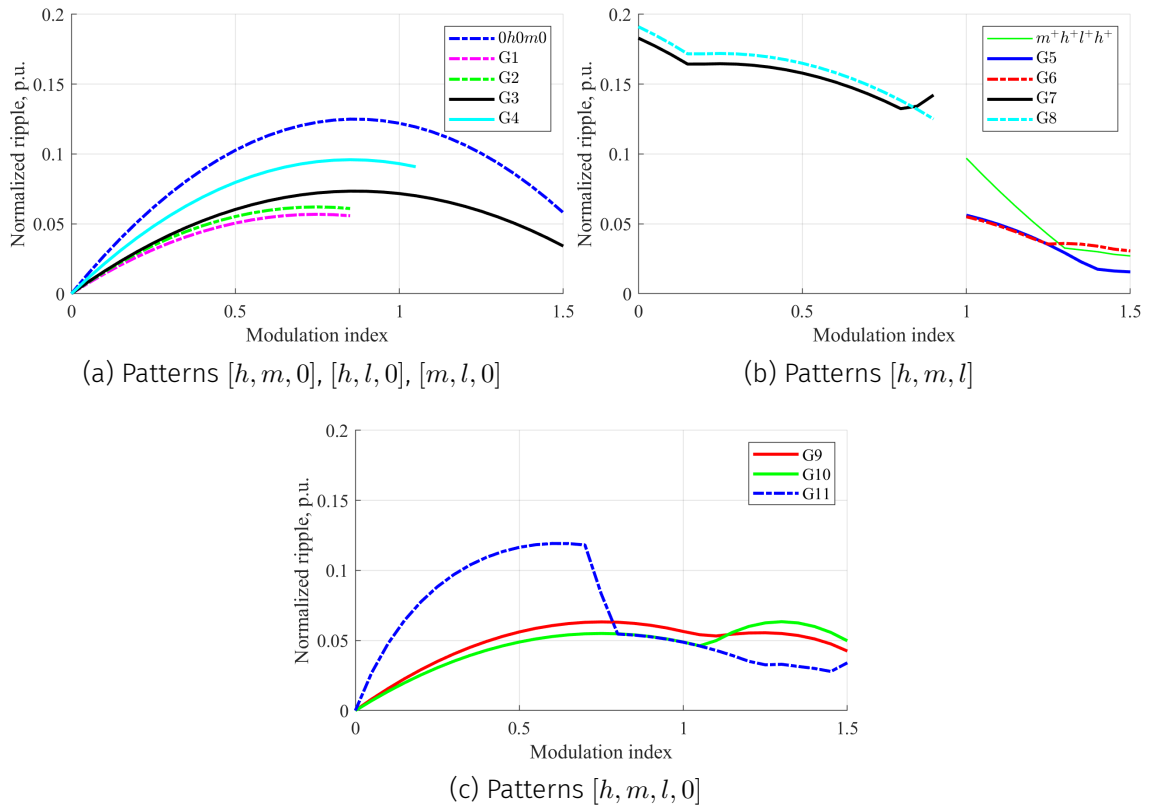 Normalized ripple, p.u.
0.2
0.15
0.1
0.05
0
0
0.5
1
1.5
Modulation index
0h0m0
G1
G2
G3
G4
(a) Patterns [h, m, 0], [h, l, 0], [m, l, 0]
Normalized ripple, p.u.
0.2
0.15
0.1
0.05
0
0
0.5
1
1.5
Modulation index
m⁺h⁺l⁺h⁺
G5
G6
G7
G8
(b) Patterns [h, m, l]
Normalized ripple, p.u.
0.2
0.15
0.1
0.05
0
0
0.5
1
1.5
Modulation index
G9
G10
G11
(c) Patterns [h, m, l, 0]